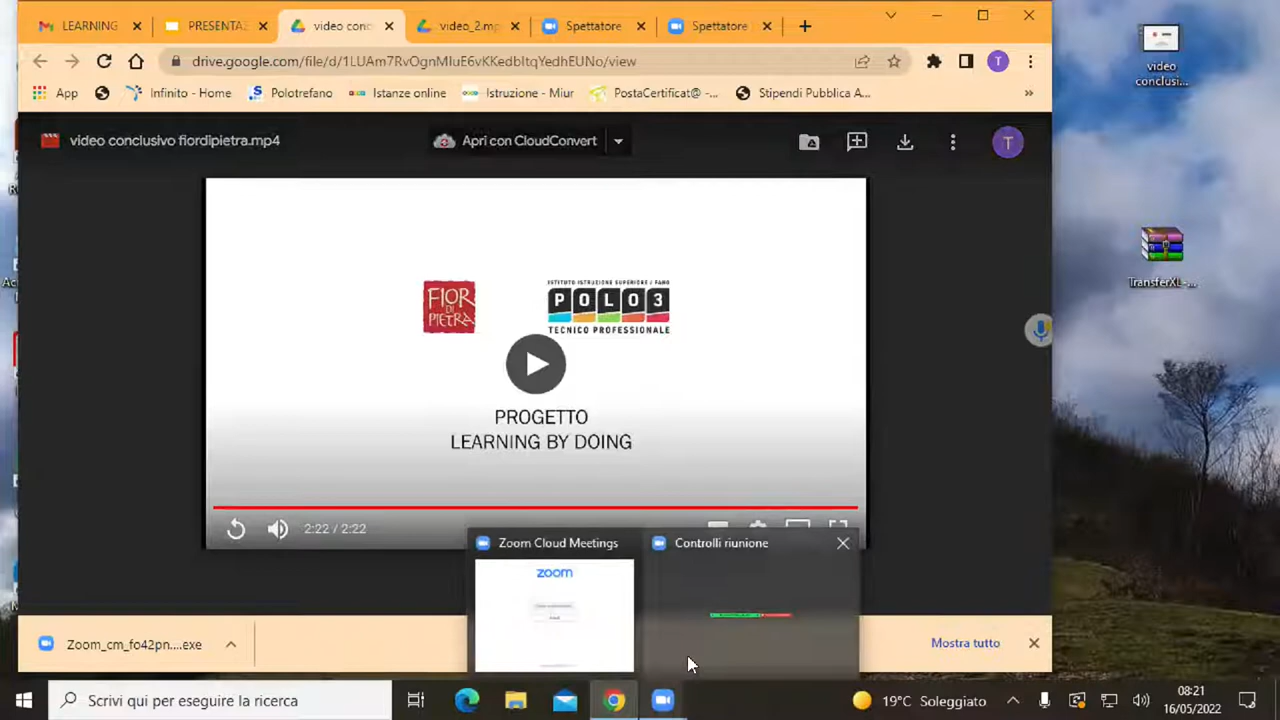 LEARNING
PRESENTA
video conc
video_2.mp
Spettatore
Spettatore
drive.google.com/file/d/1LUAm7RvOgnMIuE6vKKedbItqYedhEUNo/view
App
Infinito - Home
Polotrefano
Istanze online
Istruzione - Miur
PostaCertificat@ -...
Stipendi Pubblica A...
video conclusivo fiordipietra.mp4
Apri con CloudConvert
T
FIOR DI PIETRA
ISTITUTO ISTRUZIONE SUPERIORE / FANO
POLO3
TECNICO PROFESSIONALE
PROGETTO
LEARNING BY DOING
2:22 / 2:22
Zoom Cloud Meetings
Controlli riunione
zoom
Zoom_cm_fo42pn....exe
Mostra tutto
video
conclusi...
TransferXL-...
Scrivi qui per eseguire la ricerca
19°C Soleggiato
08:21
16/05/2022